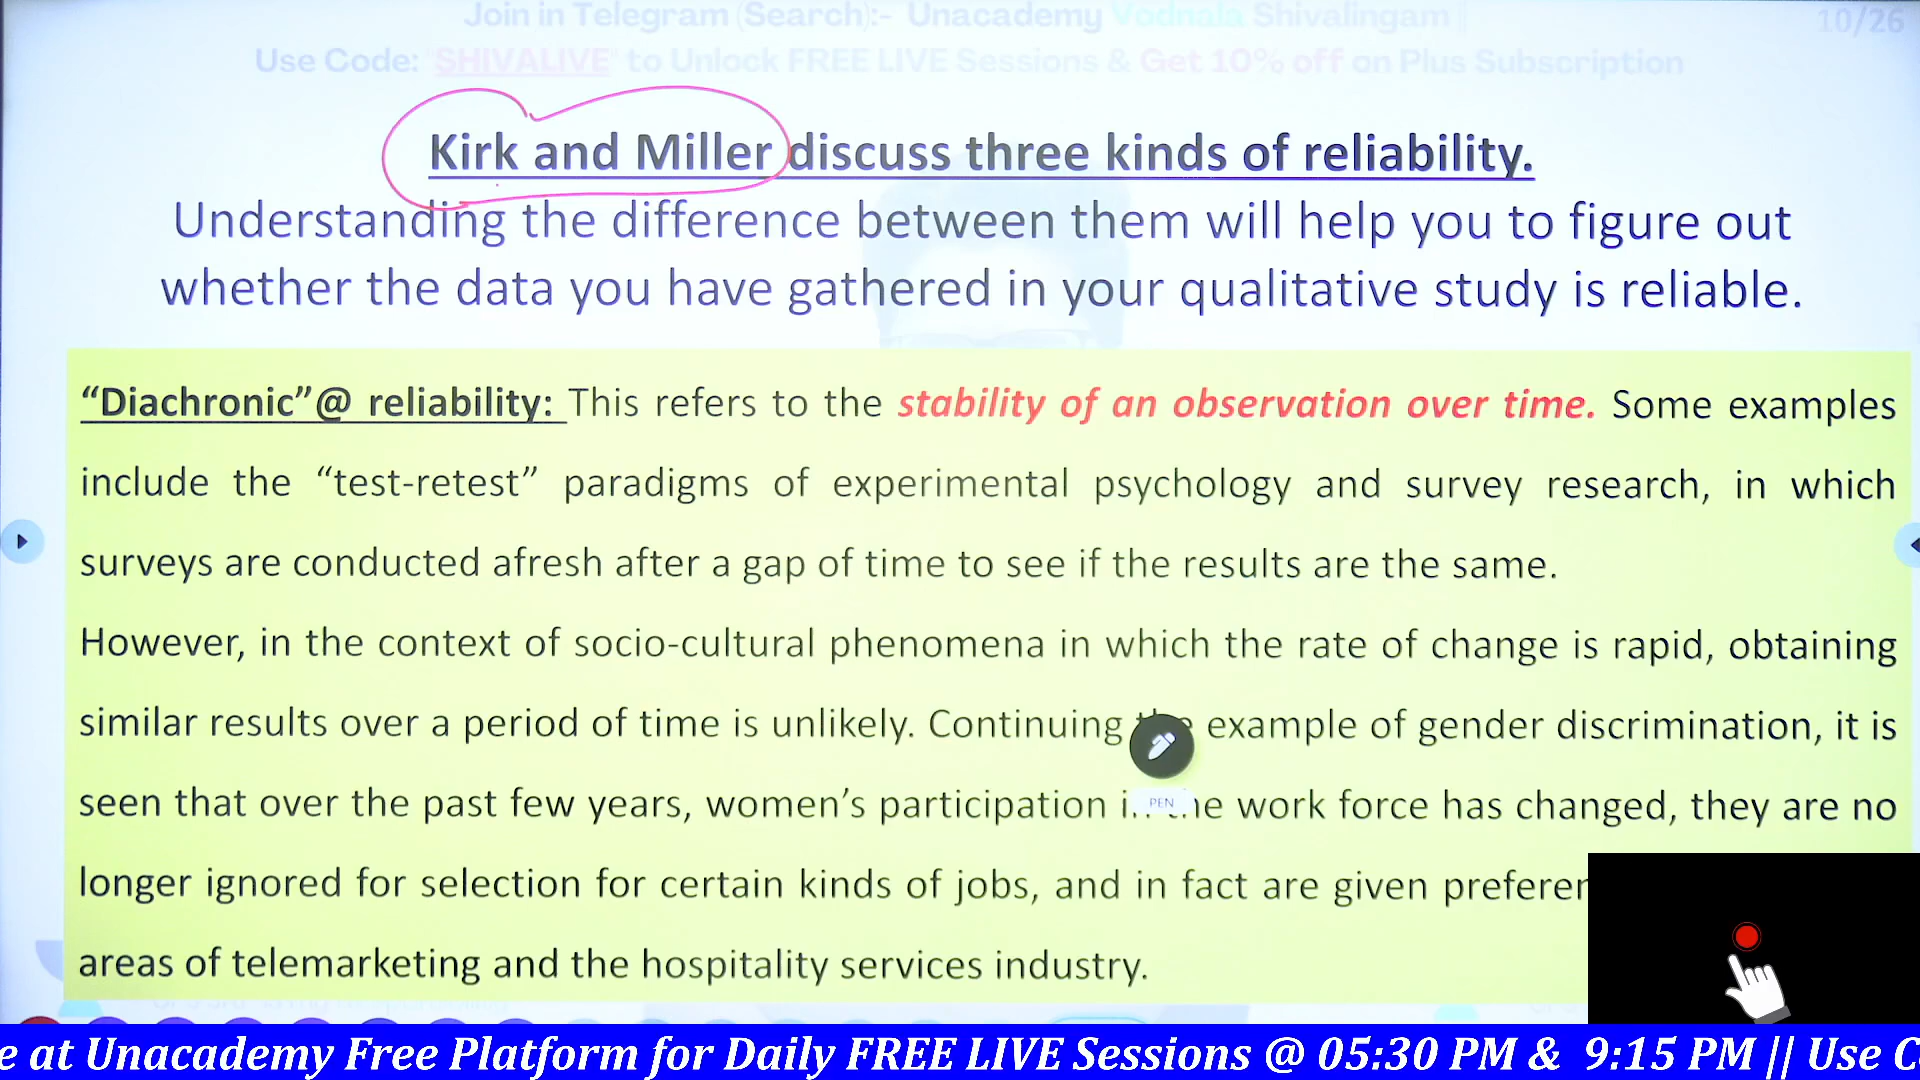 Join in Telegram (Search):- Unacademy Vodnala Shivalingam ||
10/26
Use Code: "SHIVALIVE" to Unlock FREE LIVE Sessions & Get 10% off on Plus Subscription
Kirk and Miller discuss three kinds of reliability.
Understanding the difference between them will help you to figure out
whether the data you have gathered in your qualitative study is reliable.
“Diachronic”@ reliability: This refers to the stability of an observation over time. Some examples
include the “test-retest” paradigms of experimental psychology and survey research, in which
surveys are conducted afresh after a gap of time to see if the results are the same.
However, in the context of socio-cultural phenomena in which the rate of change is rapid, obtaining
similar results over a period of time is unlikely. Continuing the example of gender discrimination, it is
seen that over the past few years, women’s participation in the work force has changed, they are no
PEN
longer ignored for selection for certain kinds of jobs, and in fact are given prefer
areas of telemarketing and the hospitality services industry.
e at Unacademy Free Platform for Daily FREE LIVE Sessions @ 05:30 PM & 9:15 PM || Use C